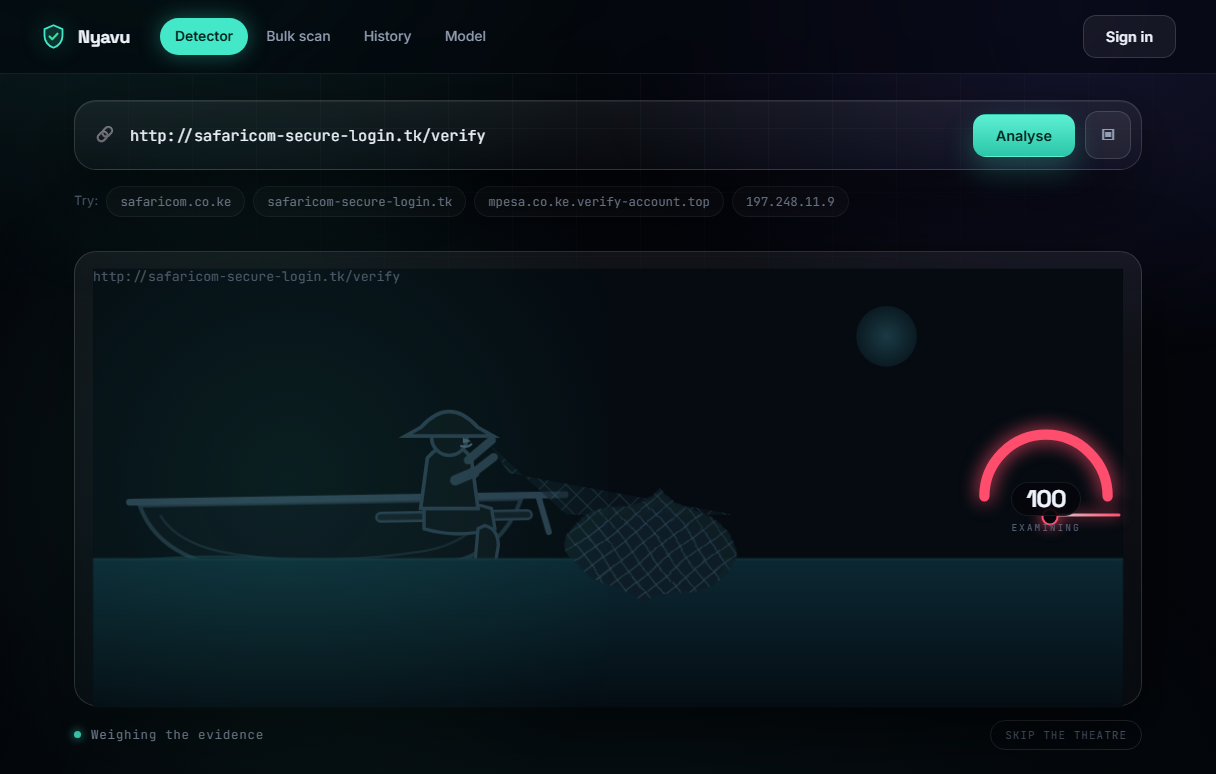 Nyavu
Detector
Bulk scan
History
Model
Sign in
http://safaricom-secure-login.tk/verify
Analyse
Try:
safaricom.co.ke
safaricom-secure-login.tk
mpesa.co.ke.verify-account.top
197.248.11.9
http://safaricom-secure-login.tk/verify
100
EXAMINING
Weighing the evidence
SKIP THE THEATRE